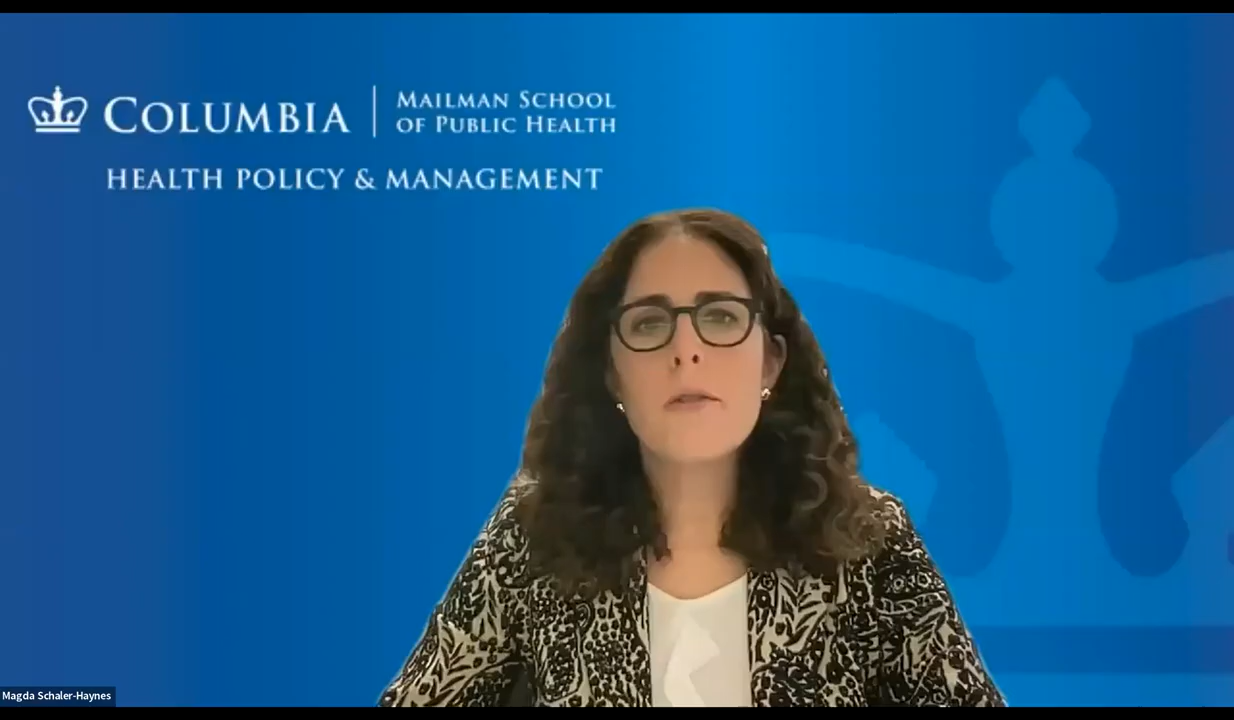 COLUMBIA
MAILMAN SCHOOL
OF PUBLIC HEALTH
HEALTH POLICY & MANAGEMENT
Magda Schaler-Haynes